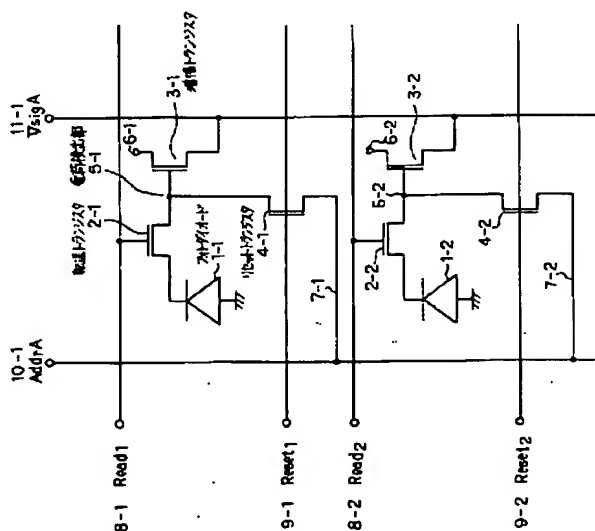 10-1
AddrA
11-1
VsigA
転送トランジスタ
2-1
電荷検出部
5-1
6-1
3-1
増幅トランジスタ
8-1 Read1
フォトダイオード
1-1
リセットトランジスタ
4-1
7-1
9-1 Reset1
8-2 Read2
6-2
3-2
5-2
2-2
1-2
4-2
7-2
9-2 Reset2